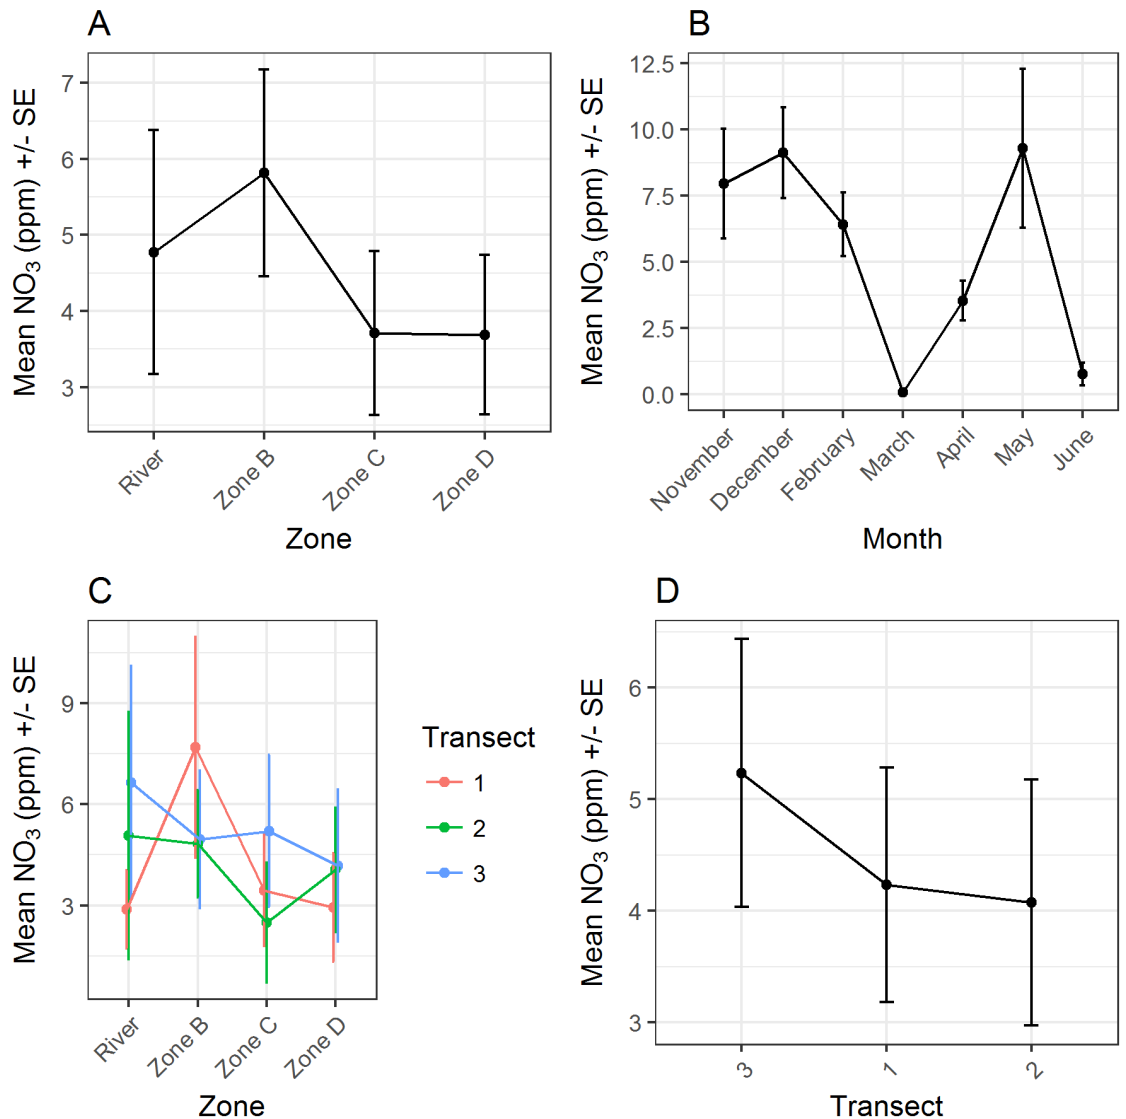 A
Mean NO3 (ppm) +/- SE
7
6
5
4
3
River
Zone B
Zone C
Zone D
Zone
B
Mean NO3 (ppm) +/- SE
12.5
10.0
7.5
5.0
2.5
0.0
November
December
February
March
April
May
June
Month
C
Mean NO3 (ppm) +/- SE
9
6
3
River
Zone B
Zone C
Zone D
Zone
Transect
1
2
3
D
Mean NO3 (ppm) +/- SE
6
5
4
3
3
1
2
Transect